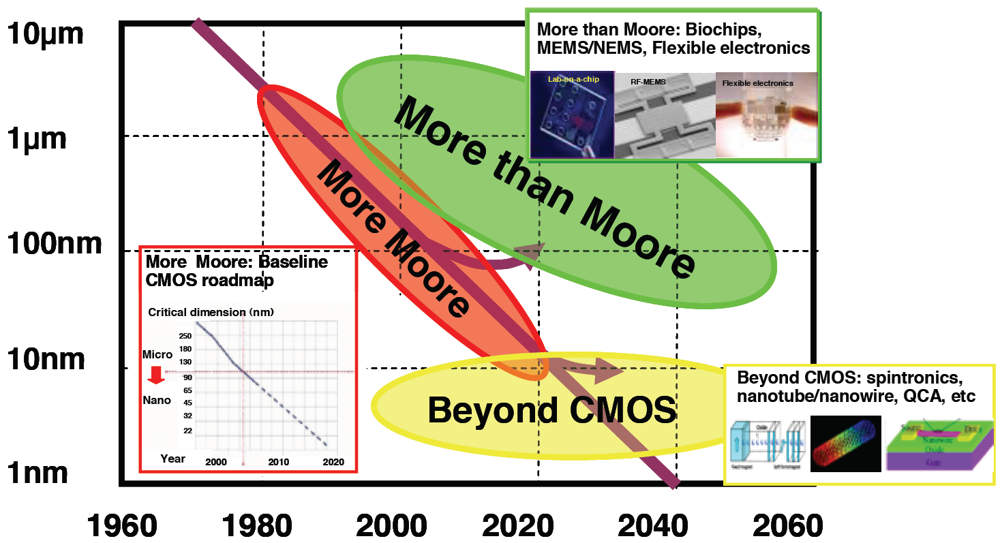 10µm
1µm
100nm
10nm
1nm
1960
1980
2000
2020
2040
2060
More than Moore: Biochips,
MEMS/NEMS, Flexible electronics
Lab-on-a-chip
RF-MEMS
Flexible electronics
More than Moore
More Moore
Beyond CMOS
More Moore: Baseline
CMOS roadmap
Critical dimension (nm)
250
180
130
90
65
45
32
22
Micro
Nano
Year
2000
2010
2020
Beyond CMOS: spintronics,
nanotube/nanowire, QCA, etc
Oxide
Source
Drain
Nanowire
Oxide
Gate